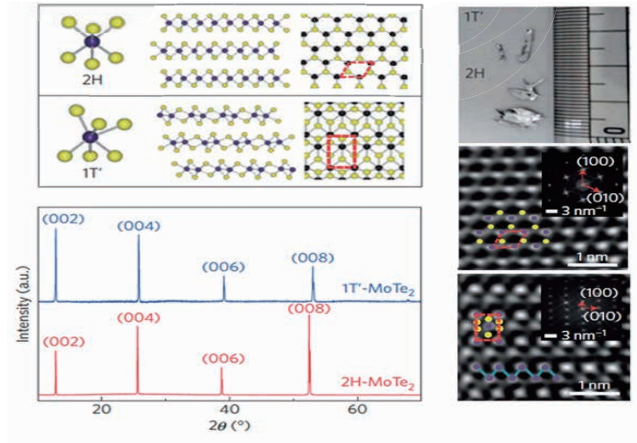 2H
1T′
(002)
(004)
(006)
(008)
1T′-MoTe₂
(002)
(004)
(006)
(008)
2H-MoTe₂
Intensity (a.u.)
20
40
60
2θ (°)
1T′
2H
0
(100)
(010)
3 nm⁻¹
1 nm
(100)
(010)
3 nm⁻¹
1 nm